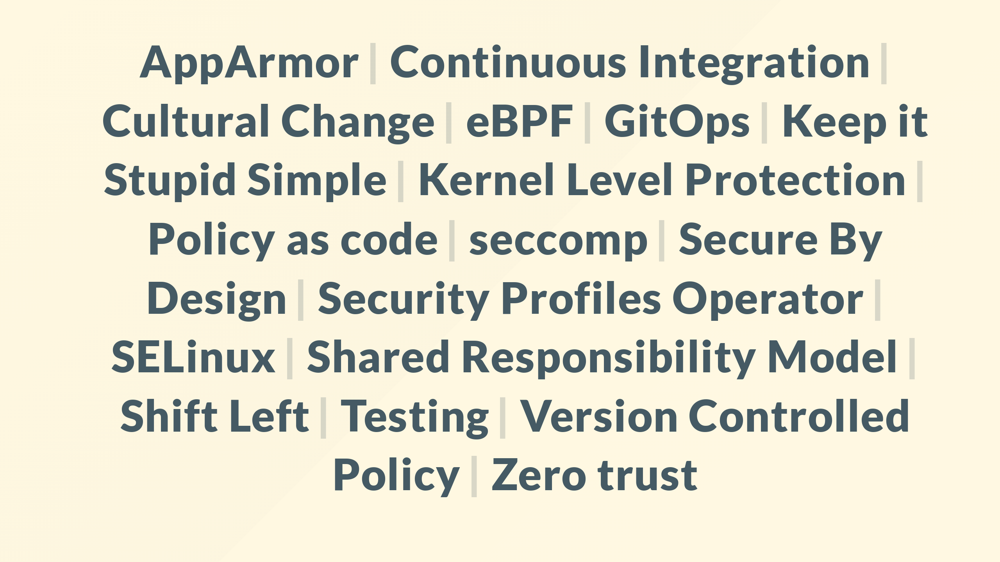 AppArmor | Continuous Integration |
Cultural Change | eBPF | GitOps | Keep it
Stupid Simple | Kernel Level Protection |
Policy as code | seccomp | Secure By
Design | Security Profiles Operator |
SELinux | Shared Responsibility Model |
Shift Left | Testing | Version Controlled
Policy | Zero trust